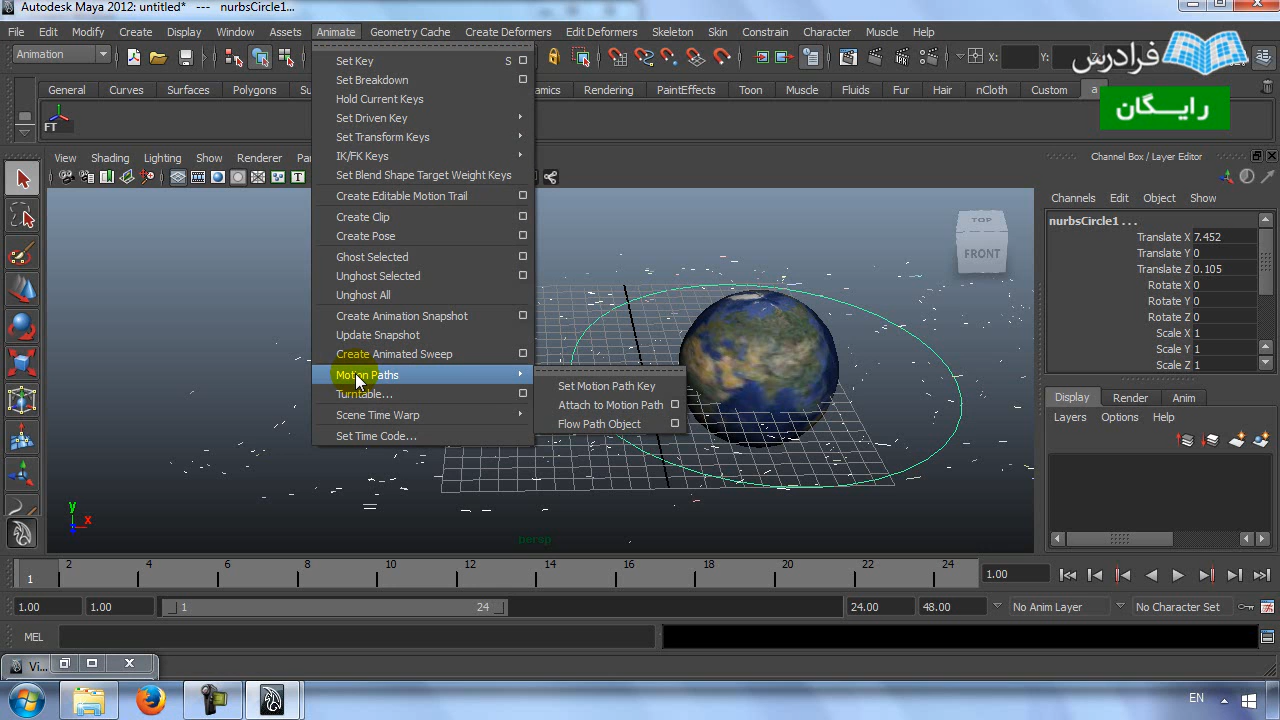 Autodesk Maya 2012: untitled* --- nurbsCircle1...
File Edit Modify Create Display Window Assets Animate Geometry Cache Create Deformers Edit Deformers Skeleton Skin Constrain Character Muscle Help
Animation X: Y:
فرادرس
General Curves Surfaces Polygons Rendering PaintEffects Toon Muscle Fluids Fur Hair nCloth Custom a
رایگان
FT
View Shading Lighting Show Renderer
Set Key S
Set Breakdown
Hold Current Keys
Set Driven Key
Set Transform Keys
IK/FK Keys
Set Blend Shape Target Weight Keys
Create Editable Motion Trail
Create Clip
Create Pose
Ghost Selected
Unghost Selected
Unghost All
Create Animation Snapshot
Update Snapshot
Create Animated Sweep
Motion Paths
Turntable...
Scene Time Warp
Set Time Code...
Set Motion Path Key
Attach to Motion Path
Flow Path Object
TOP
FRONT
persp
y
x
Channel Box / Layer Editor
Channels Edit Object Show
nurbsCircle1 . . .
Translate X 7.452
Translate Y 0
Translate Z 0.105
Rotate X 0
Rotate Y 0
Rotate Z 0
Scale X 1
Scale Y 1
Scale Z 1
Display Render Anim
Layers Options Help
1 2 4 6 8 10 12 14 16 18 20 22 24 1.00
1.00 1.00 1 24 24.00 48.00 No Anim Layer No Character Set
MEL
Vi...
EN